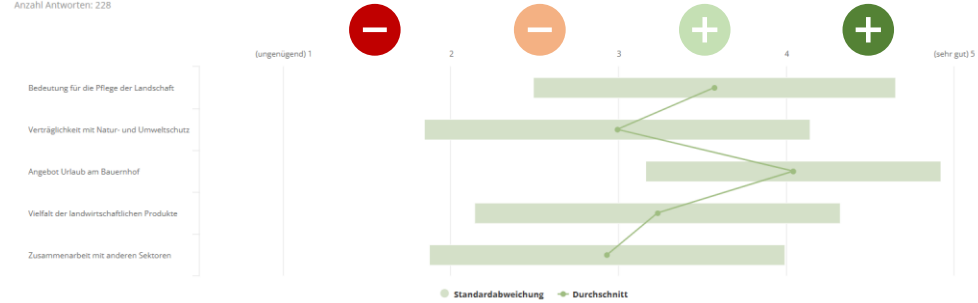 Anzahl Antworten: 228
(ungenügend) 1 2 3 4 (sehr gut) 5
Bedeutung für die Pflege der Landschaft
Verträglichkeit mit Natur- und Umweltschutz
Angebot Urlaub am Bauernhof
Vielfalt der landwirtschaftlichen Produkte
Zusammenarbeit mit anderen Sektoren
Standardabweichung Durchschnitt